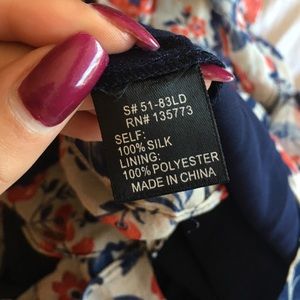 S# 51-83LD
RN# 135773
SELF:
100% SILK
LINING:
100% POLYESTER
MADE IN CHINA